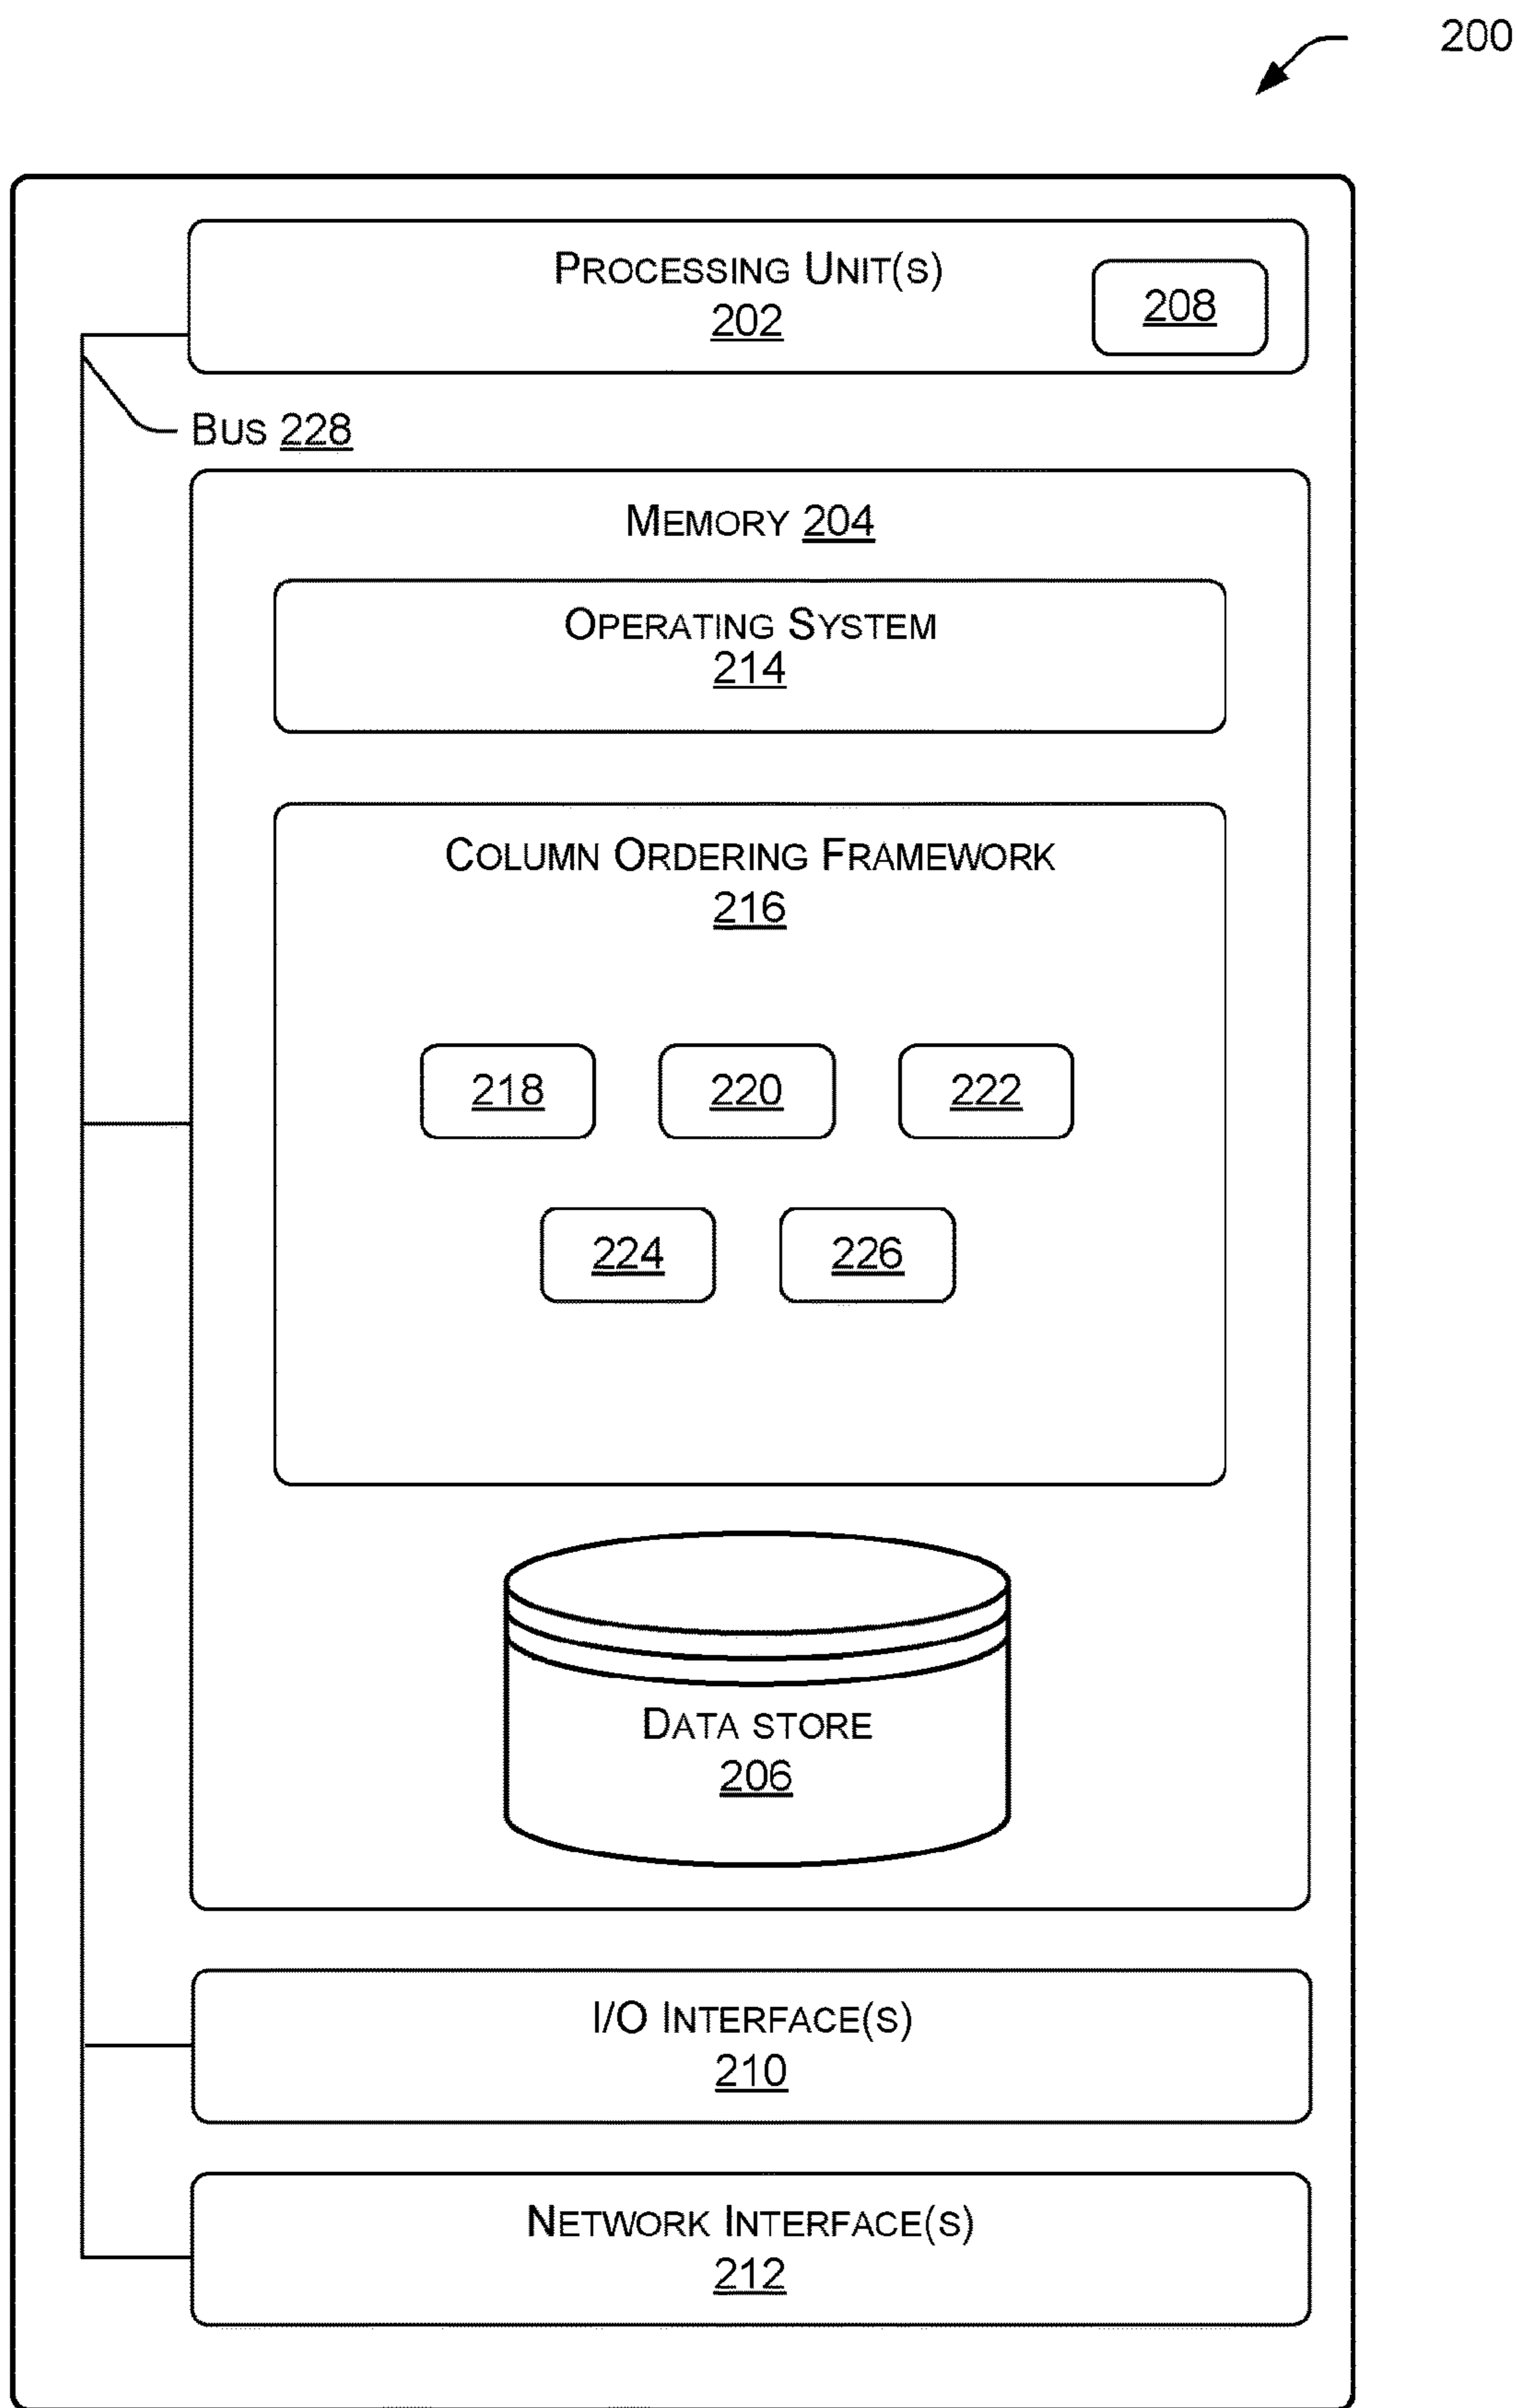 200
PROCESSING UNIT(S)
202
208
BUS 228
MEMORY 204
OPERATING SYSTEM
214
COLUMN ORDERING FRAMEWORK
216
218 220 222
224 226
DATA STORE
206
I/O INTERFACE(S)
210
NETWORK INTERFACE(S)
212